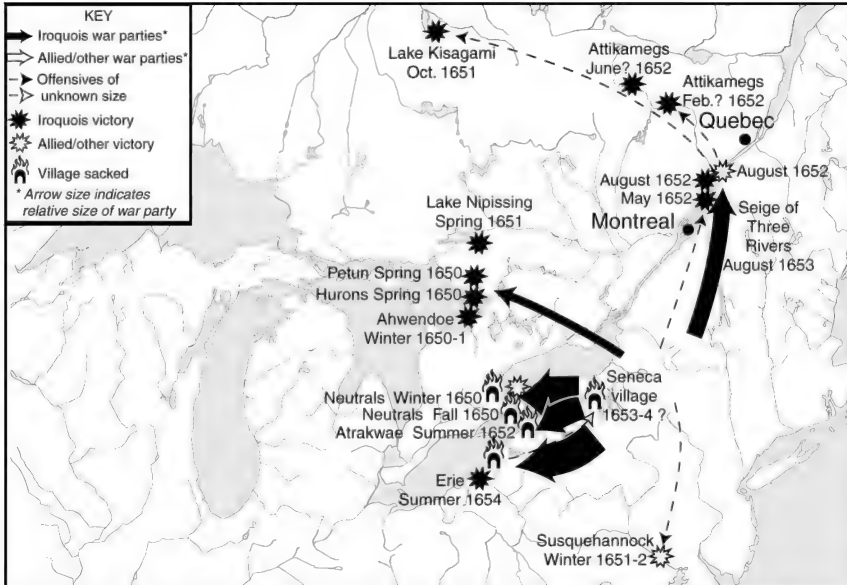 KEY
Iroquois war parties*
Allied/other war parties*
Offensives of
unknown size
Iroquois victory
Allied/other victory
Village sacked
* Arrow size indicates
relative size of war party
Lake Kisagami
Oct. 1651
Attikamegs
June? 1652
Attikamegs
Feb.? 1652
Quebec
August 1652
August 1652
May 1652
Montreal
Seige of
Three
Rivers
August 1653
Lake Nipissing
Spring 1651
Petun Spring 1650
Hurons Spring 1650
Ahwendoe
Winter 1650-1
Neutrals Winter 1650
Neutrals Fall 1650
Atrakwae Summer 1652
Seneca
village
1653-4 ?
Erie
Summer 1654
Susquehannock
Winter 1651-2